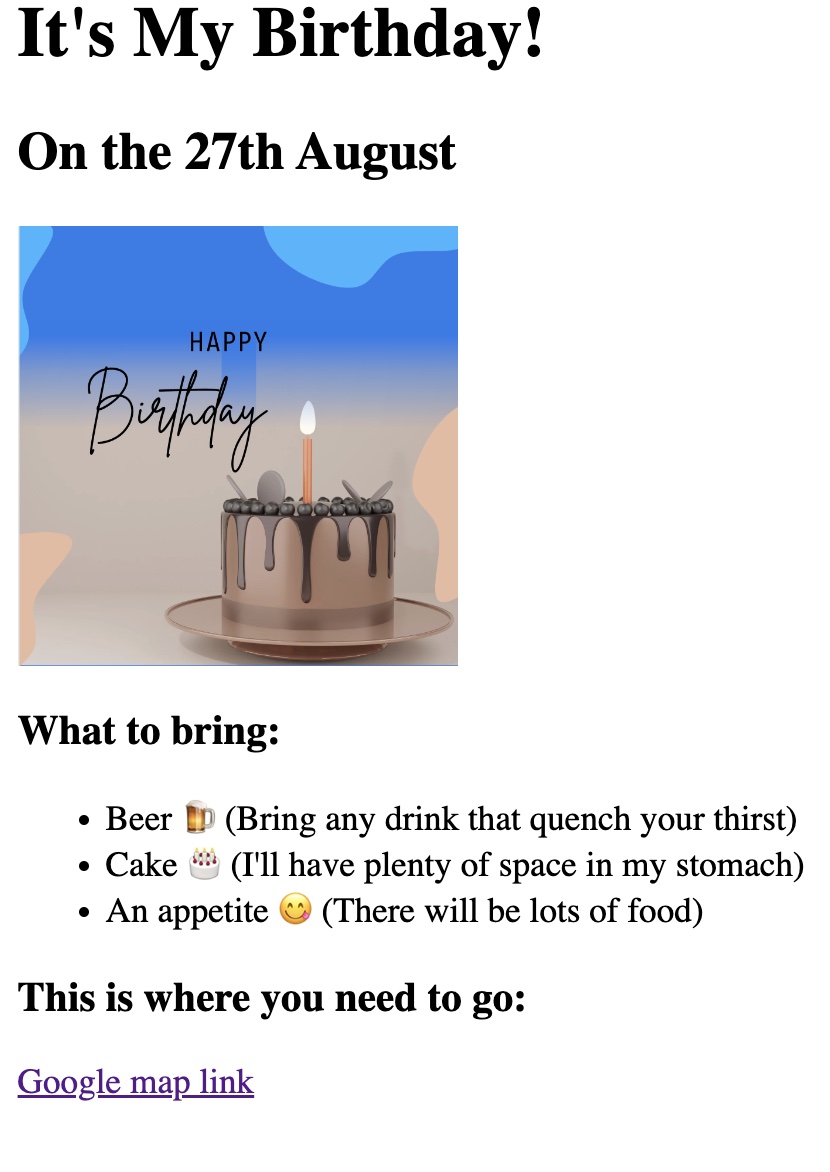 It's My Birthday!
On the 27th August
HAPPY
Birthday
What to bring:
• Beer 🍺 (Bring any drink that quench your thirst)
• Cake 🎂 (I'll have plenty of space in my stomach)
• An appetite 😋 (There will be lots of food)
This is where you need to go:
Google map link